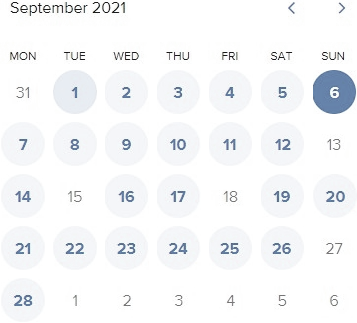 September 2021
MON TUE WED THU FRI SAT SUN
31 1 2 3 4 5 6
7 8 9 10 11 12 13
14 15 16 17 18 19 20
21 22 23 24 25 26 27
28 1 2 3 4 5 6